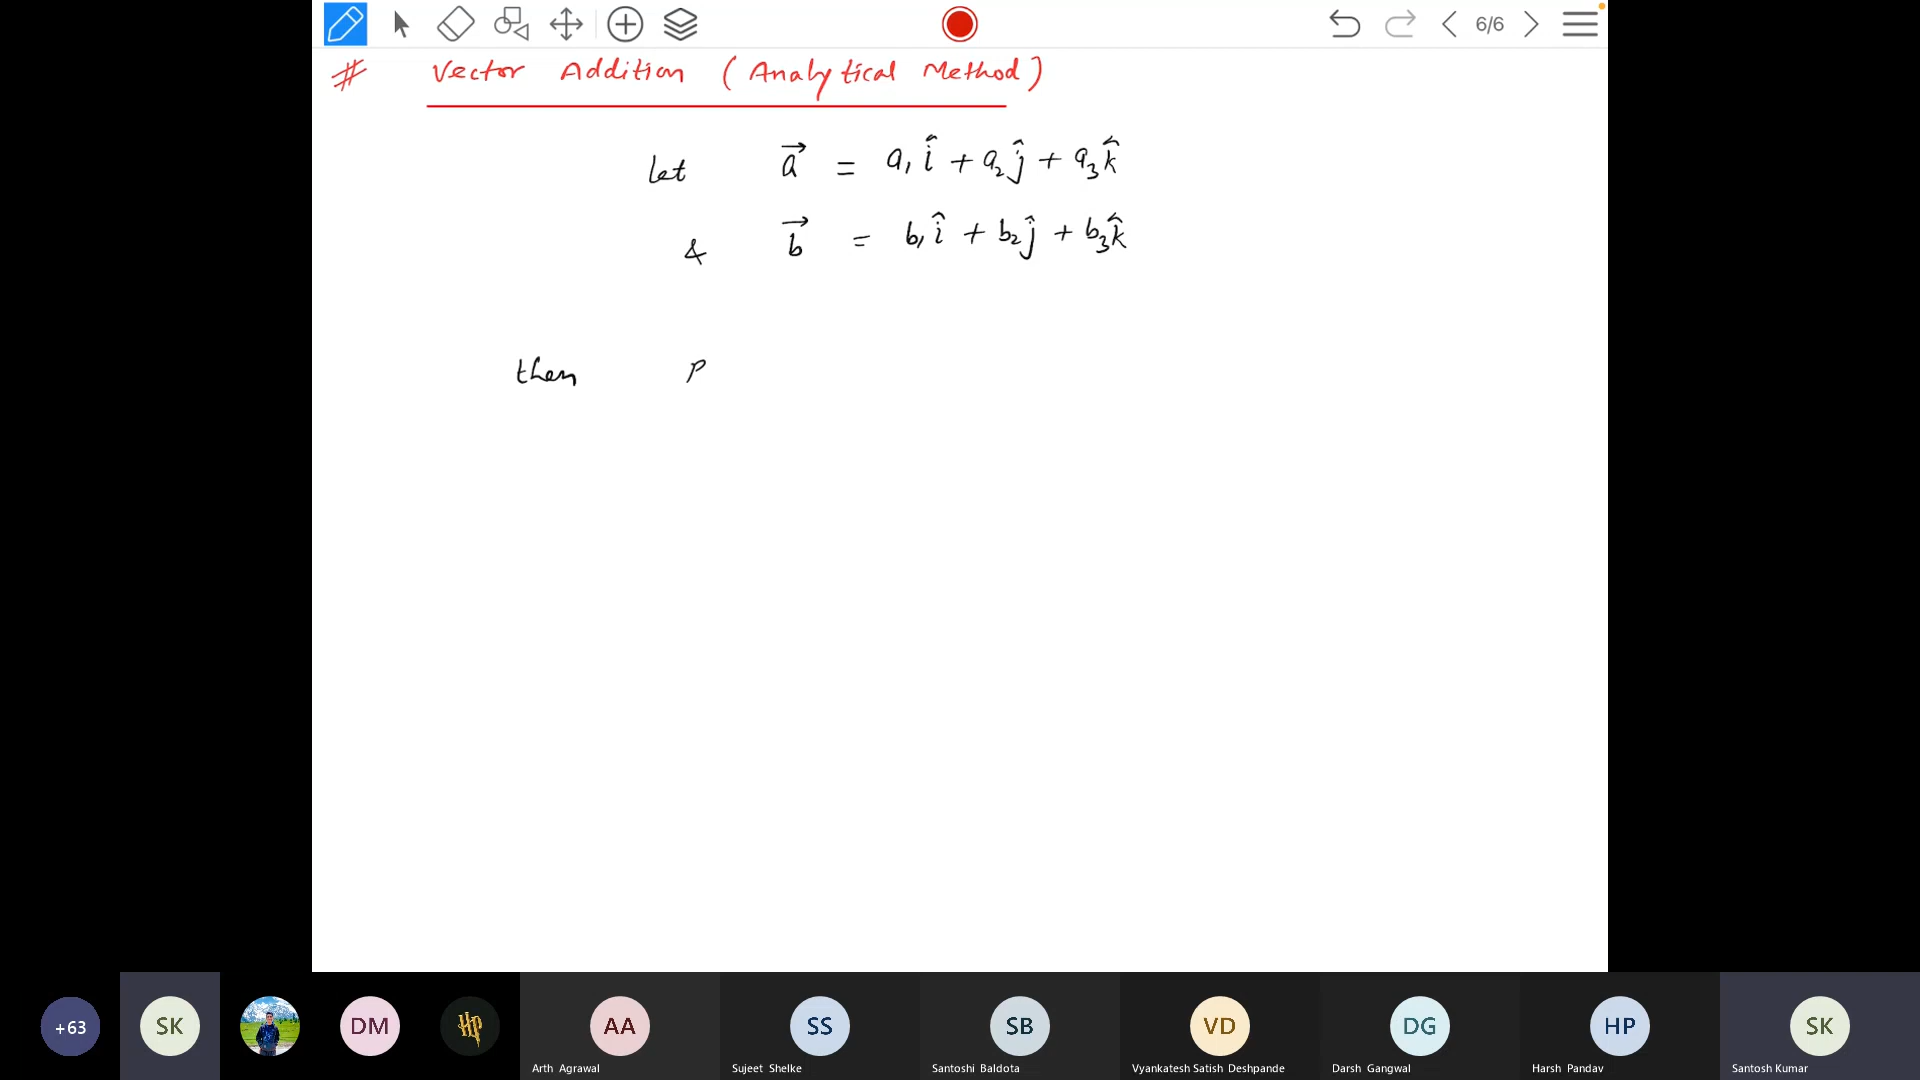 6/6
# Vector Addition (Analytical Method)
Let a⃗ = a₁î + a₂ĵ + a₃k̂
& b⃗ = b₁î + b₂ĵ + b₃k̂
then P
+63 SK DM HP AA SS SB VD DG HP SK
Arth Agrawal Sujeet Shelke Santoshi Baldota Vyankatesh Satish Deshpande Darsh Gangwal Harsh Pandav Santosh Kumar